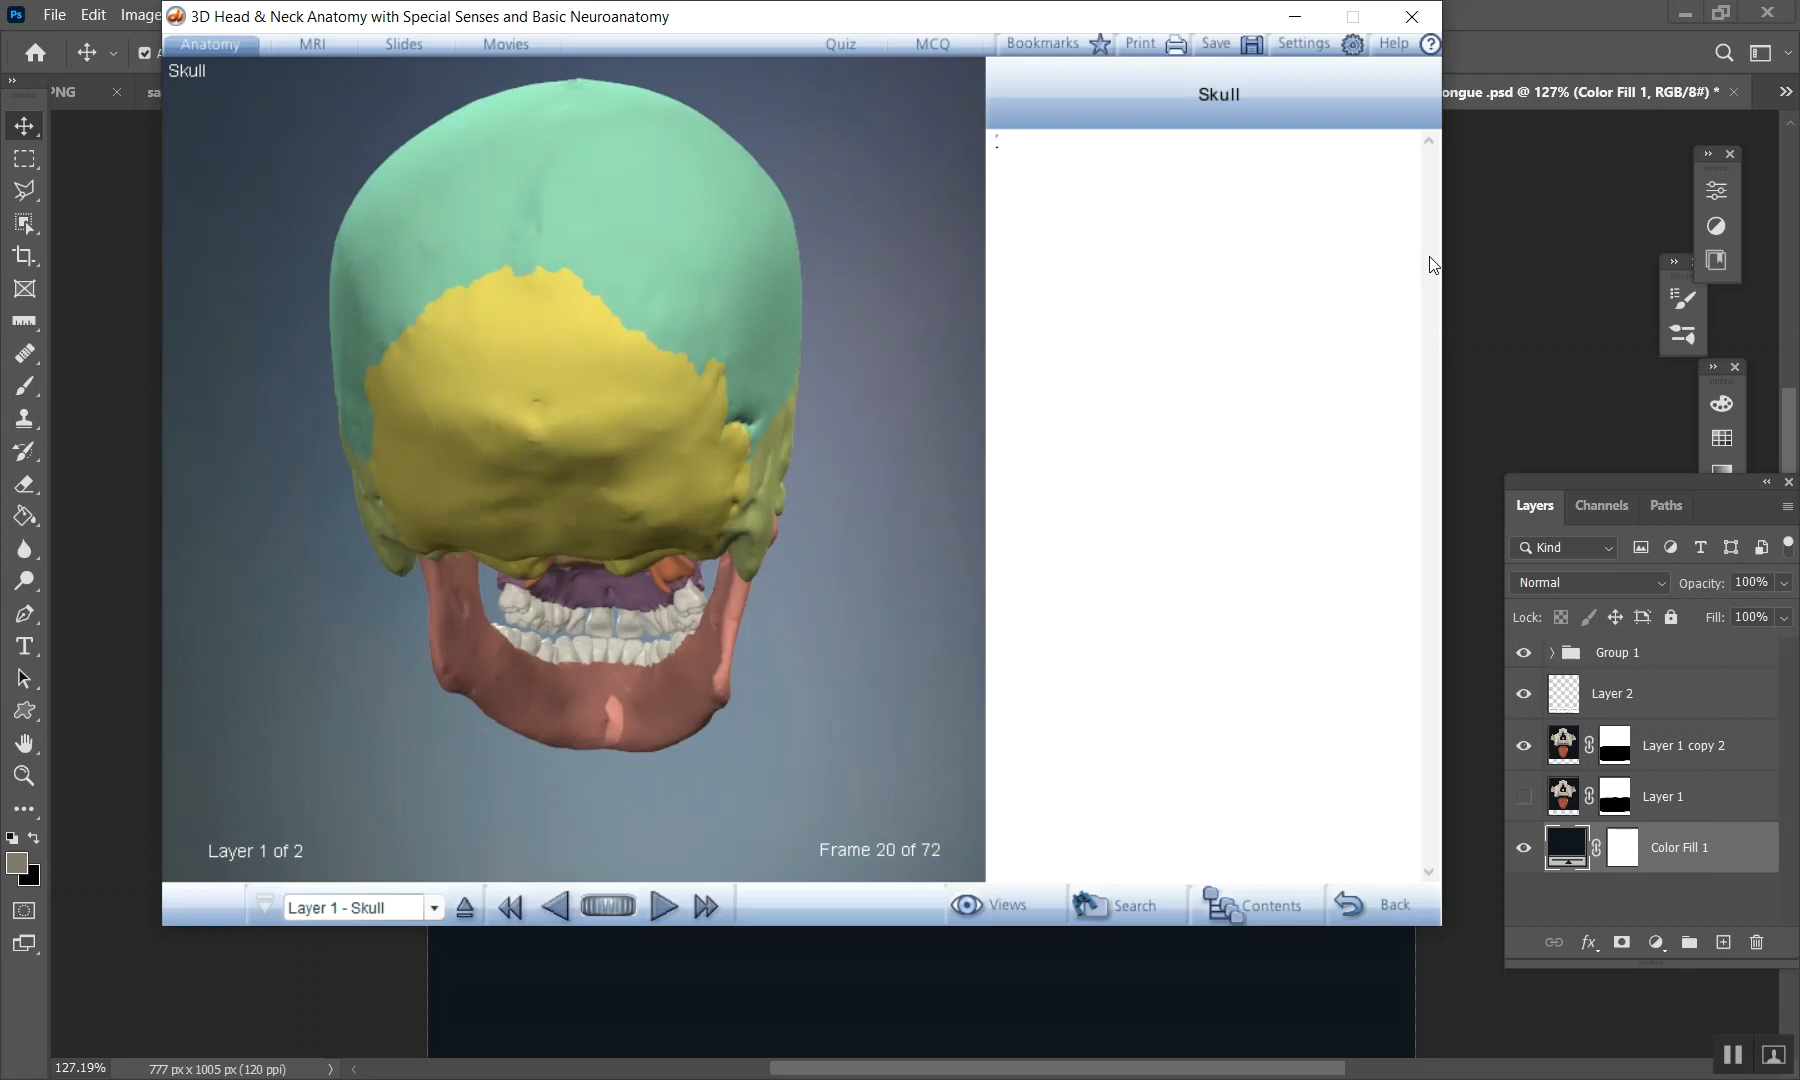 Ps File Edit Image
3D Head & Neck Anatomy with Special Senses and Basic Neuroanatomy
Anatomy MRI Slides Movies Quiz MCQ Bookmarks Print Save Settings Help ?
Skull
Skull
PNG
sa
ongue .psd @ 127% (Color Fill 1, RGB/8#) *
Layer 1 of 2
Frame 20 of 72
Layer 1 - Skull
Views Search Contents Back
Layers Channels Paths
Kind
Normal Opacity: 100%
Lock: Fill: 100%
Group 1
Layer 2
Layer 1 copy 2
Layer 1
Color Fill 1
fx
127.19% 777 px x 1005 px (120 ppi)